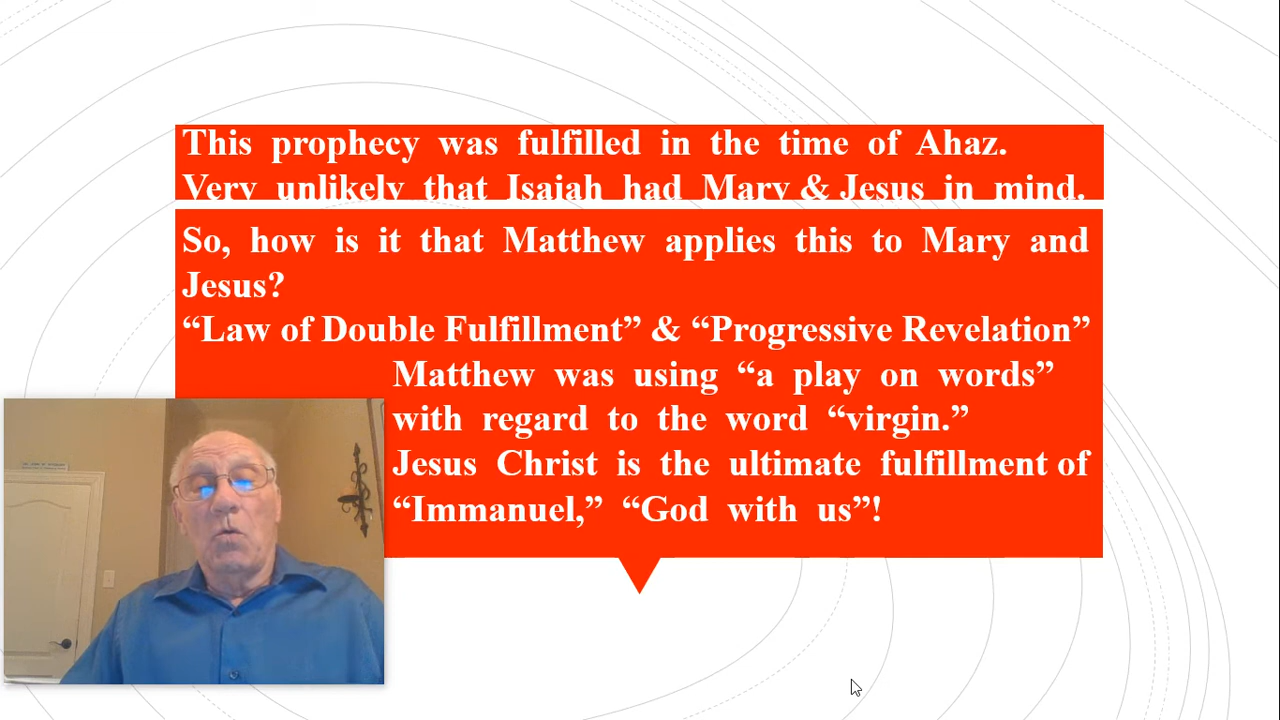 This prophecy was fulfilled in the time of Ahaz.
Very unlikely that Isaiah had Mary & Jesus in mind.
So, how is it that Matthew applies this to Mary and
Jesus?
“Law of Double Fulfillment” & “Progressive Revelation”
Matthew was using “a play on words”
with regard to the word “virgin.”
Jesus Christ is the ultimate fulfillment of
“Immanuel,” “God with us”!